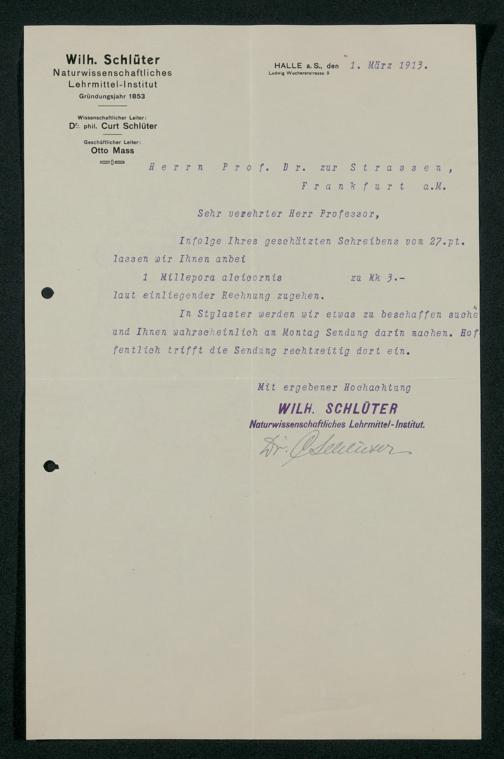 Wilh. Schlüter
Naturwissenschaftliches
Lehrmittel-Institut
Gründungsjahr 1853
Wissenschaftlicher Leiter:
Dr. phil. Curt Schlüter
Geschäftlicher Leiter:
Otto Mass
HALLE a. S., den 1. März 1913.
Ludwig Wuchererstrasse 9
Herrn Prof. Dr. zur Strassen,
Frankfurt a.M.
Sehr verehrter Herr Professor,
Infolge Ihres geschätzten Schreibens vom 27.pt.
lassen wir Ihnen anbei
1 Millepora alcicornis zu Mk 3.-
laut einliegender Rechnung zugehen.
In Stylaster werden wir etwas zu beschaffen suche
und Ihnen wahrscheinlich am Montag Sendung darin machen. Hof
fentlich trifft die Sendung rechtzeitig dort ein.
Mit ergebener Hochachtung
WILH. SCHLÜTER
Naturwissenschaftliches Lehrmittel-Institut.
Dr. C Schlüter